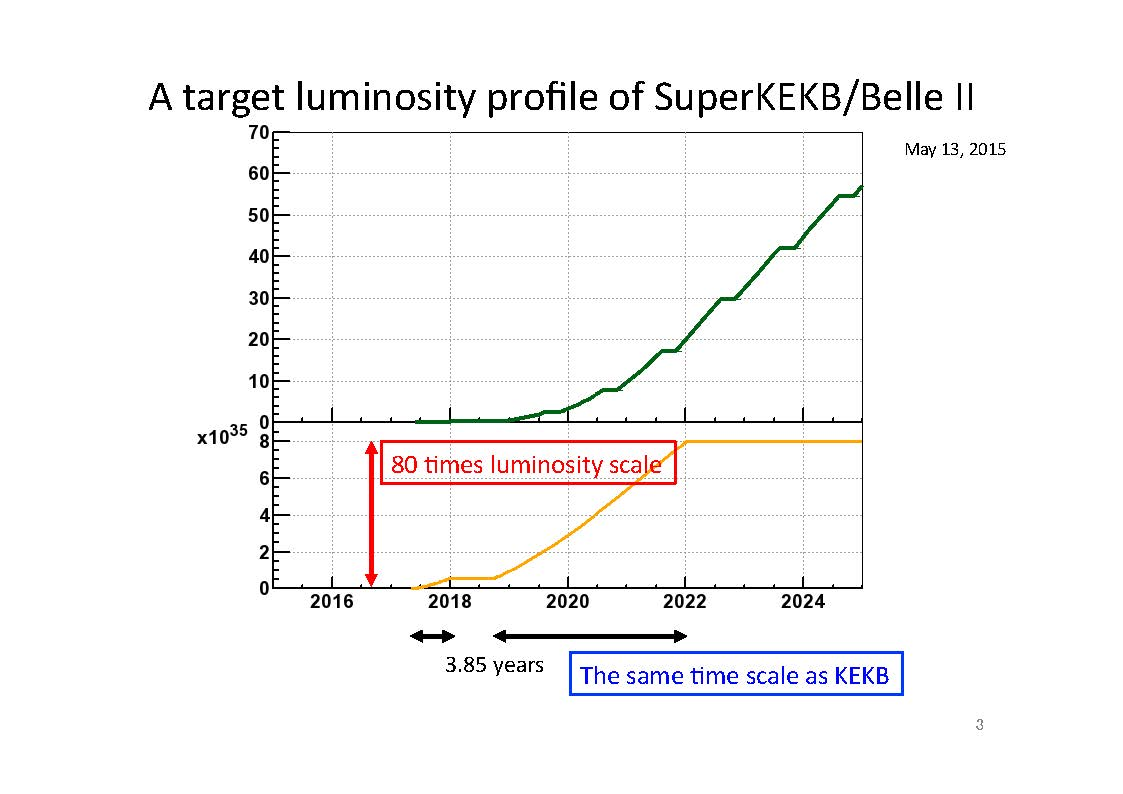 A target luminosity profile of SuperKEKB/Belle II
May 13, 2015
70
60
50
40
30
20
10
0
x10³⁵
8
6
4
2
0
80 times luminosity scale
2016 2018 2020 2022 2024
3.85 years
The same time scale as KEKB
3